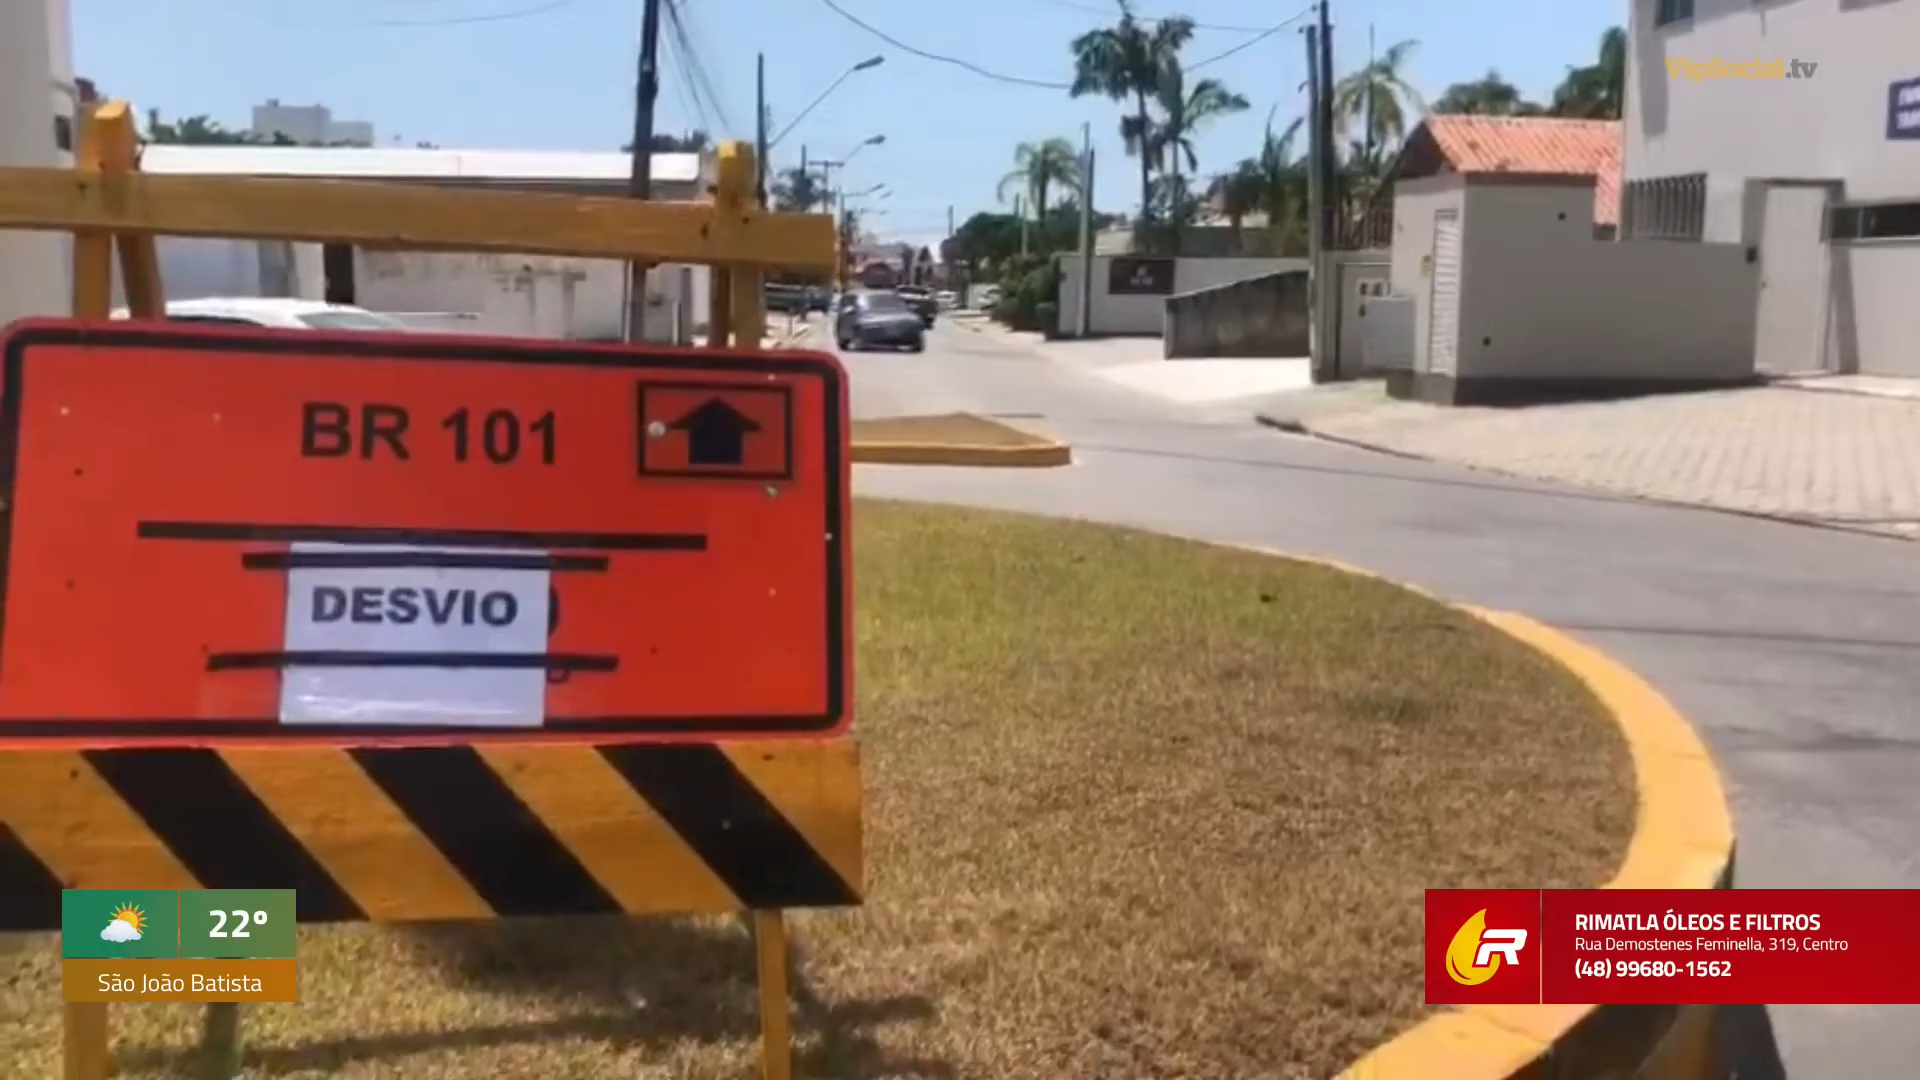 VipSocial.tv
BR 101
DESVIO
22°
São João Batista
RIMATLA ÓLEOS E FILTROS
Rua Demostenes Feminella, 319, Centro
(48) 99680-1562